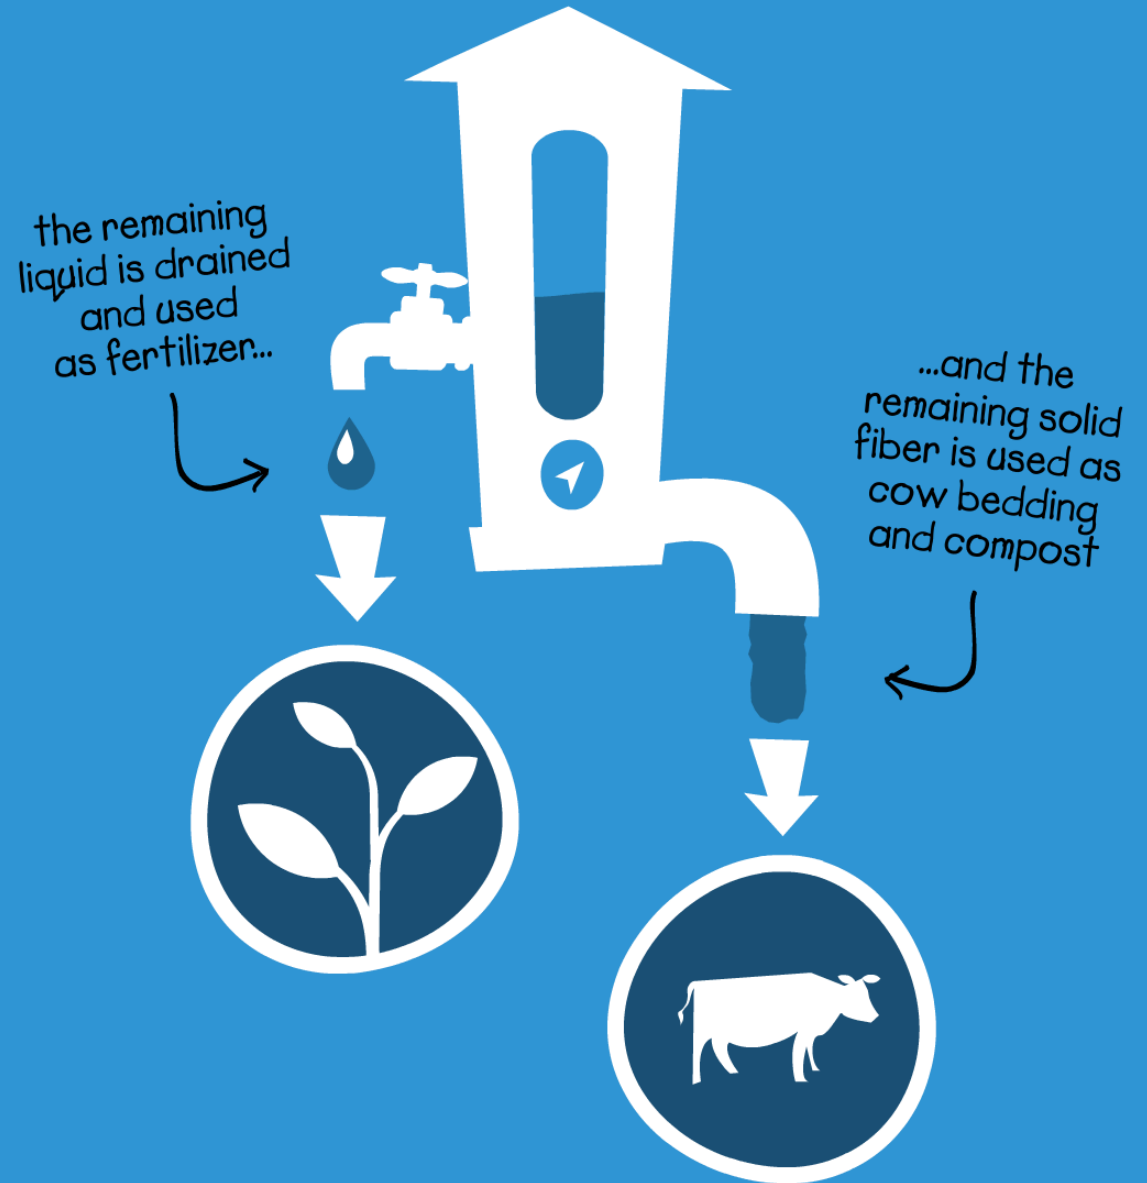 the remaining
liquid is drained
and used
as fertilizer...
...and the
remaining solid
fiber is used as
cow bedding
and compost